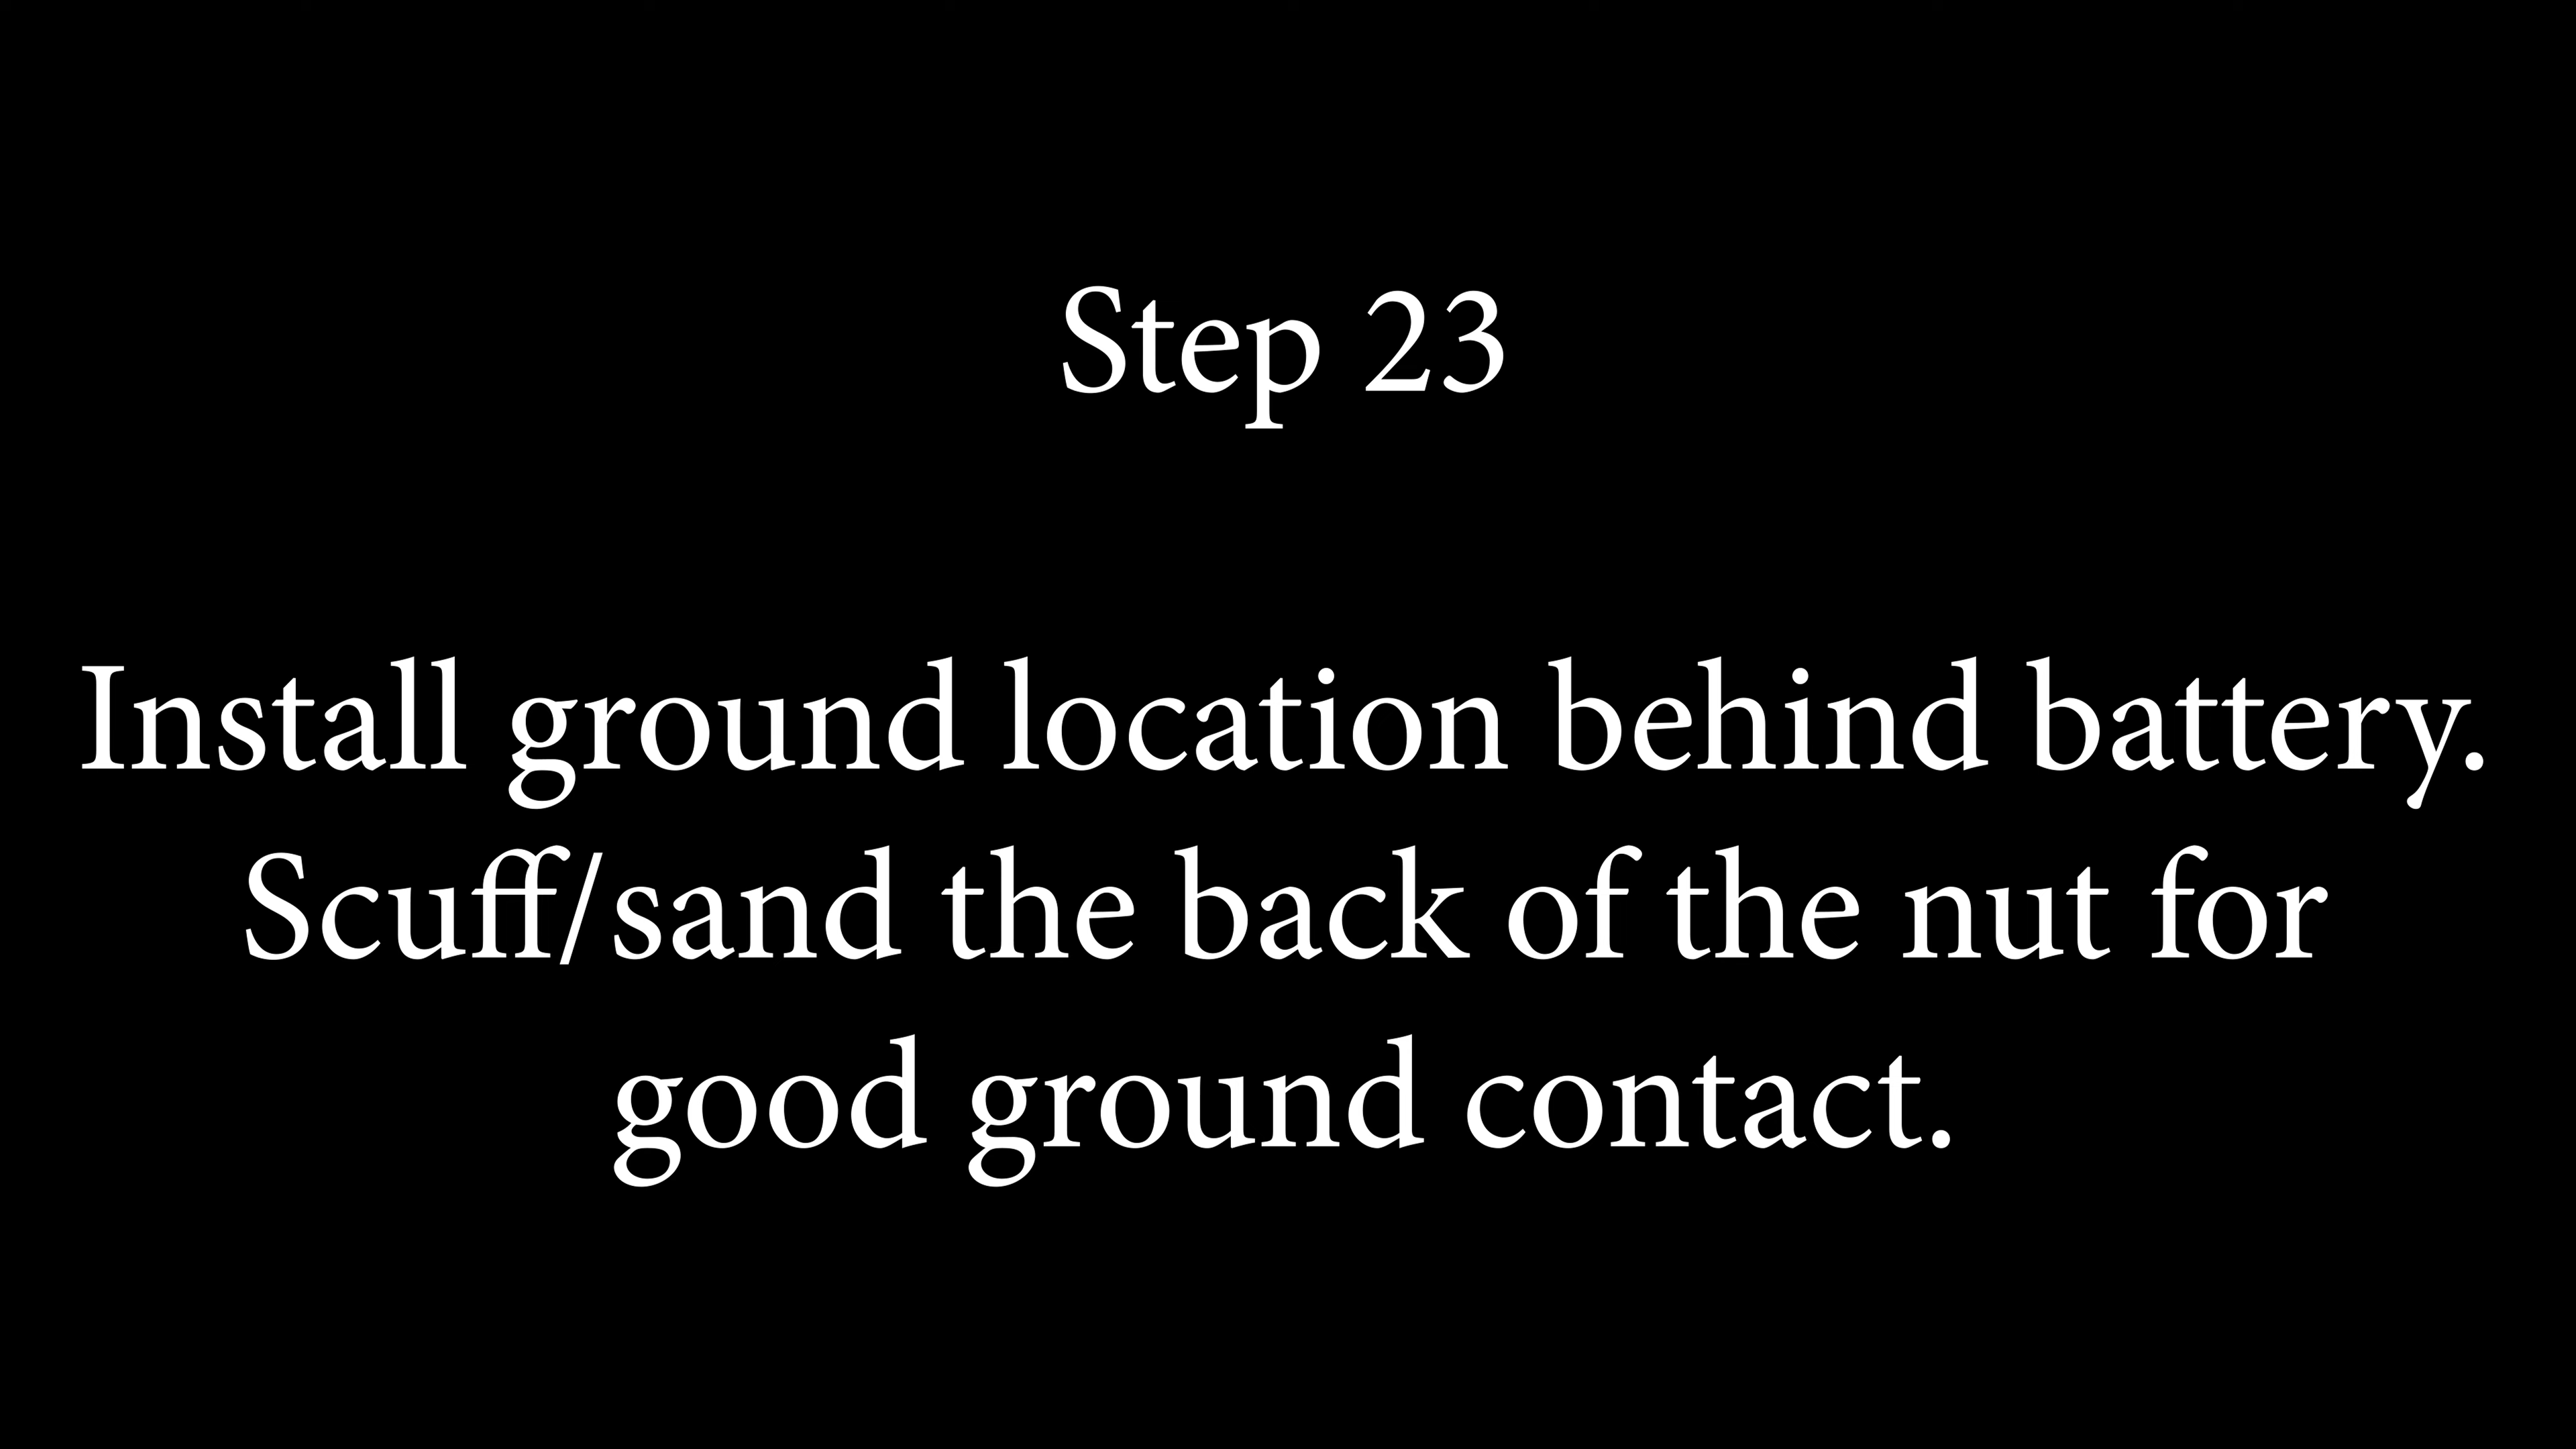 Step 23
Install ground location behind battery.
Scuff/sand the back of the nut for
good ground contact.